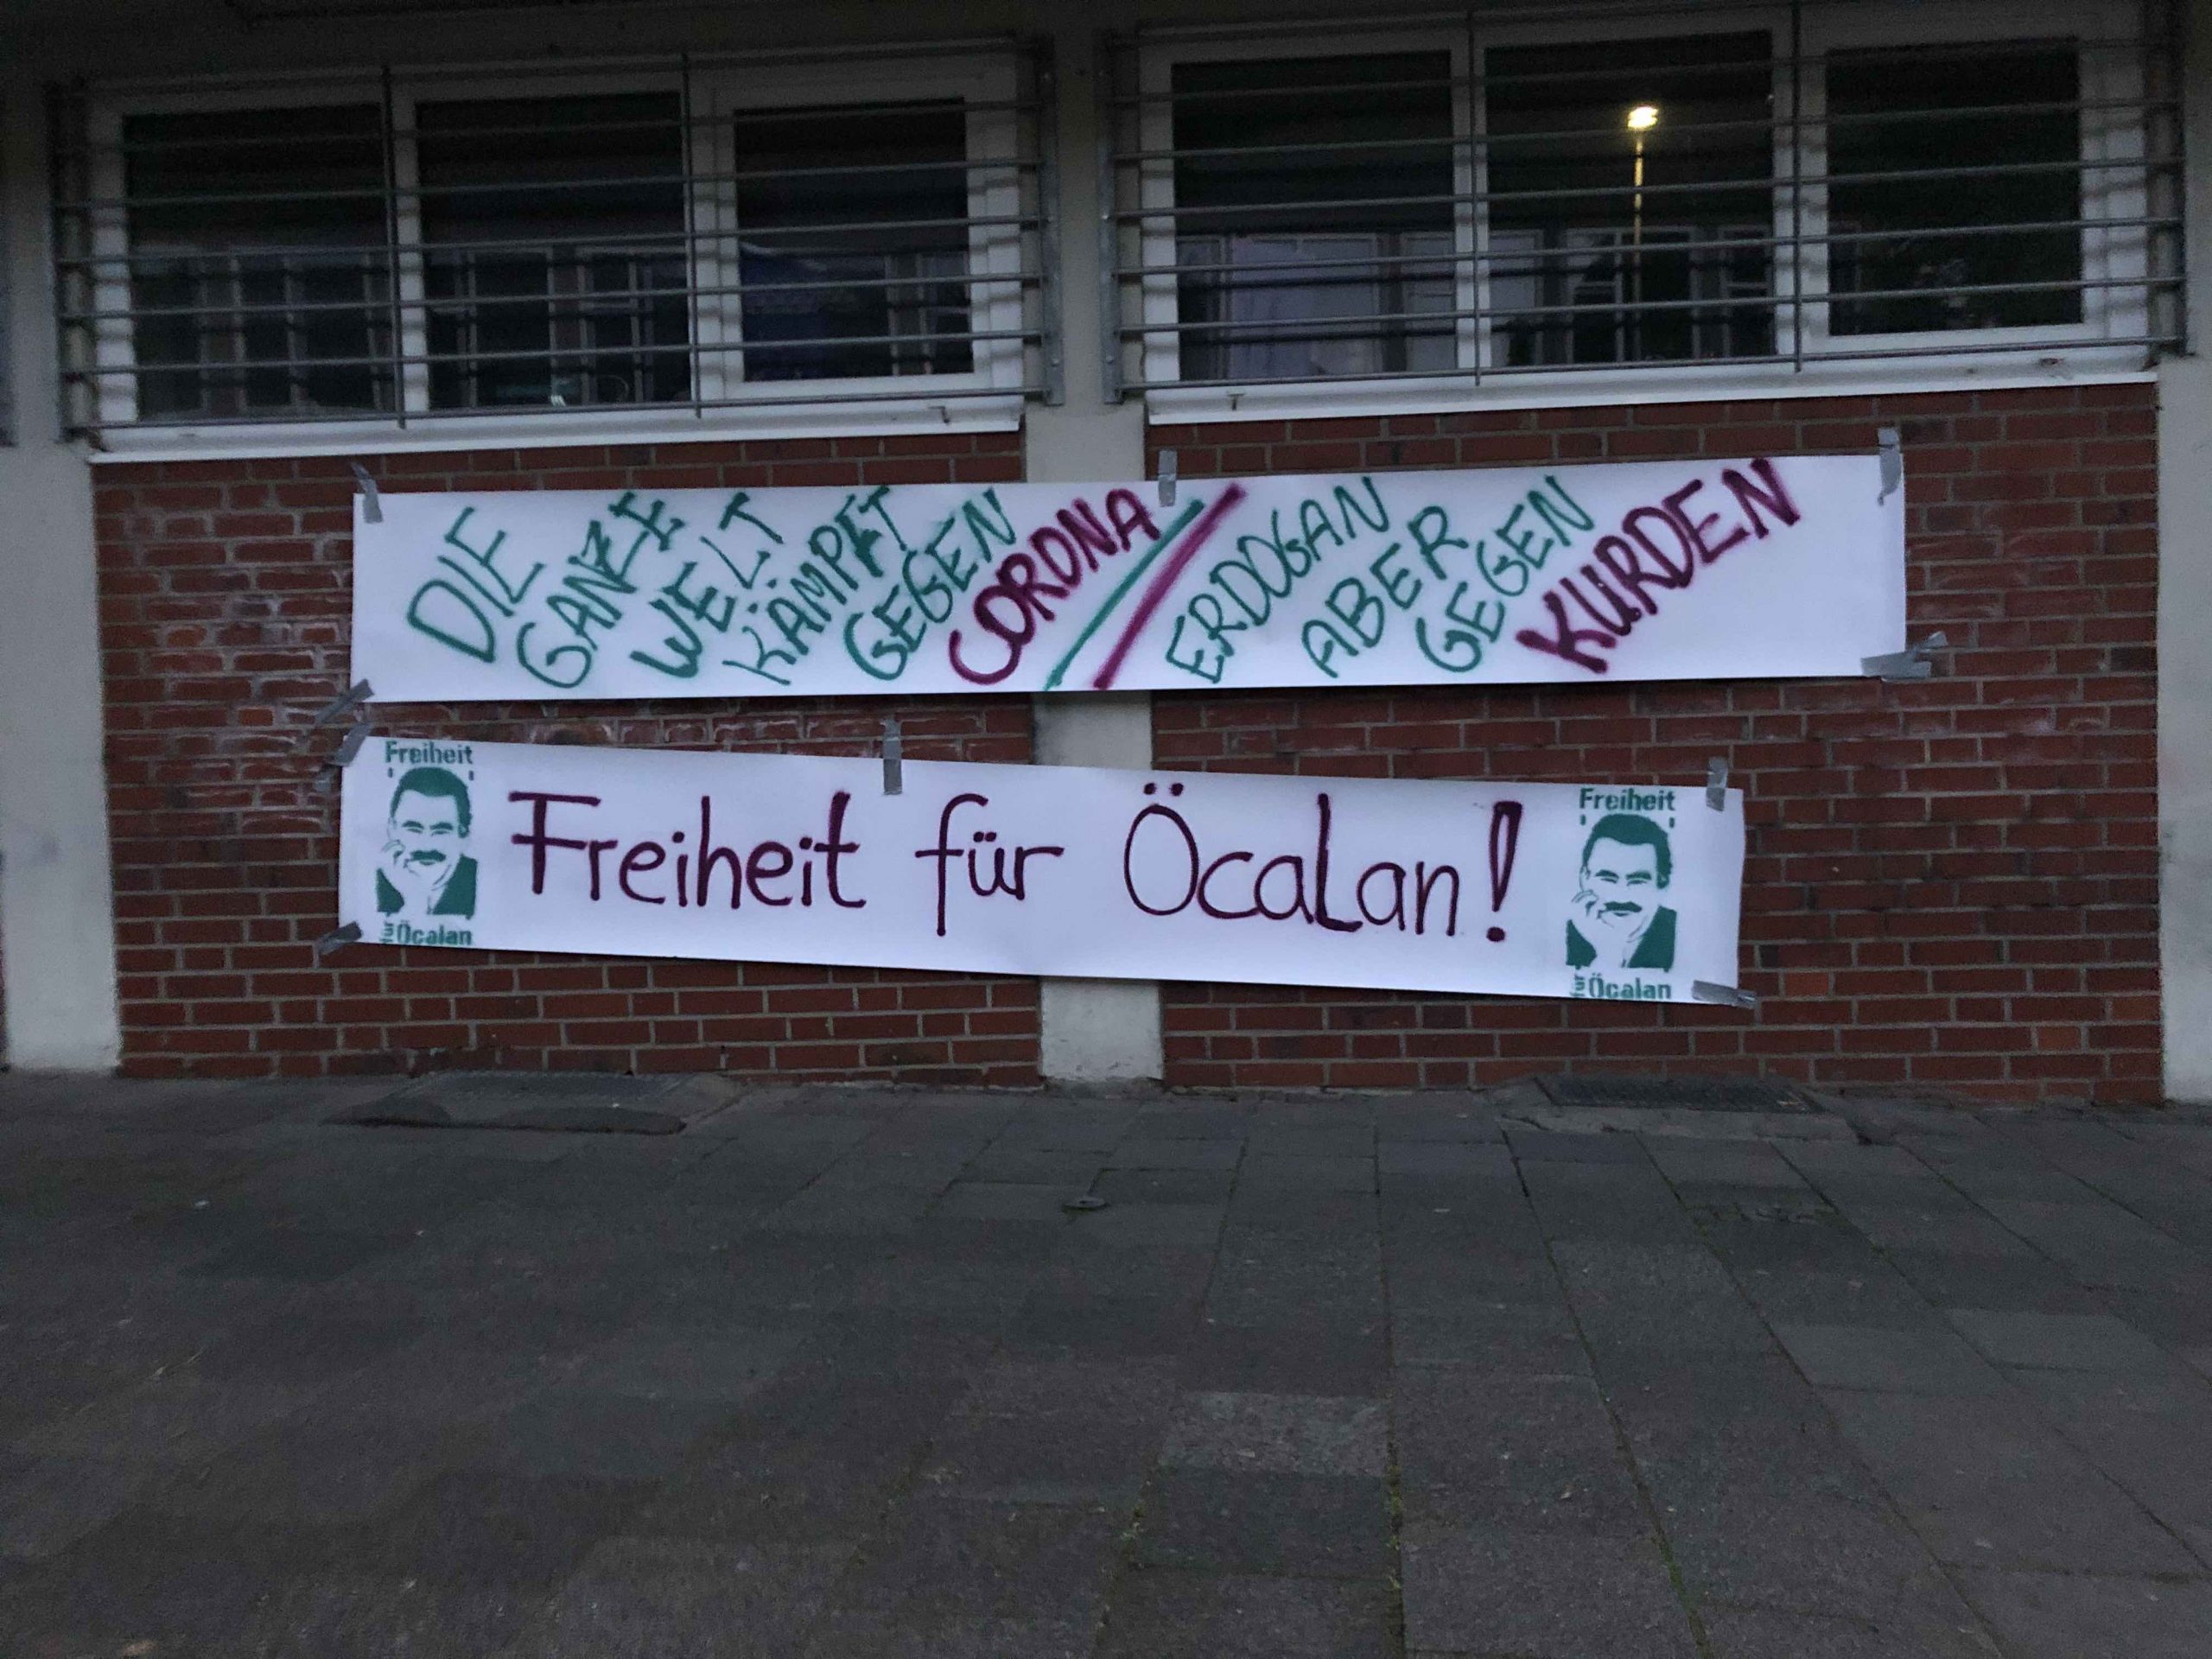 DIE GANZE WELT KÄMPFT GEGEN CORONA // ERDOGAN ABER GEGEN KURDEN
Freiheit
für Öcalan
Freiheit für Öcalan!
Freiheit
für Öcalan